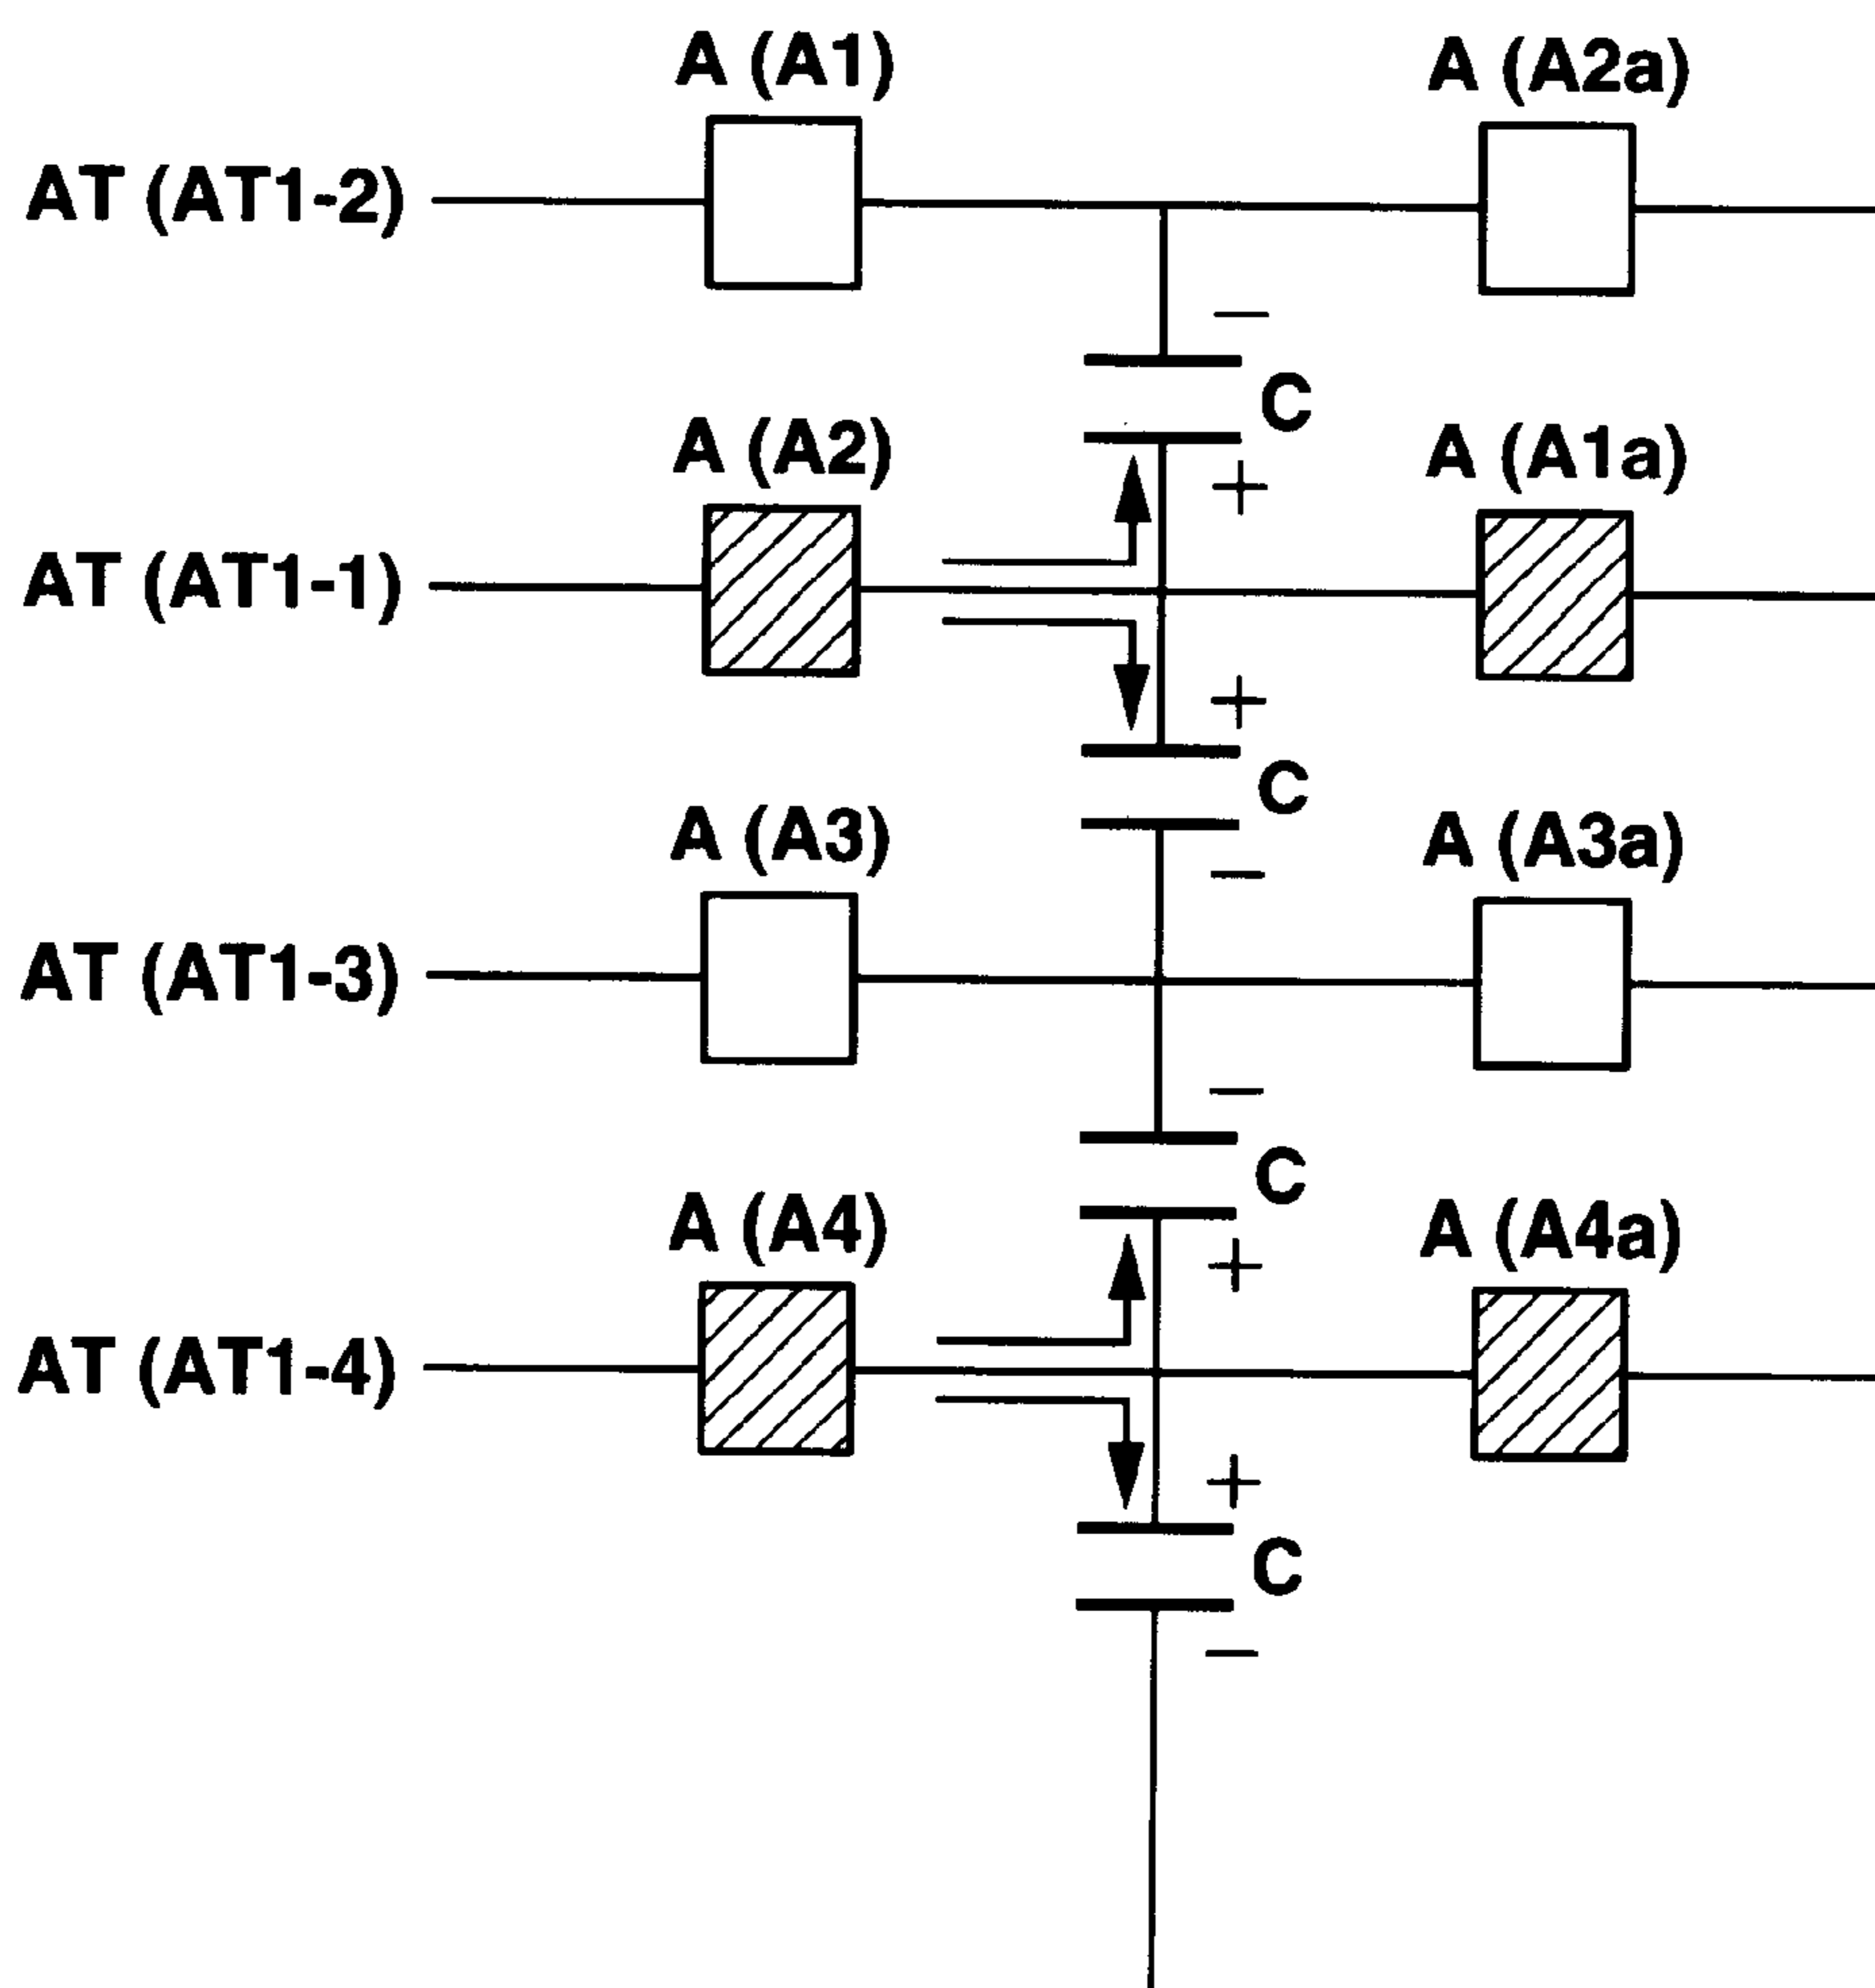 A (A1) A (A2a)
AT (AT1-2)
−
C
A (A2) A (A1a)
+
AT (AT1-1)
+
C
A (A3) A (A3a)
−
AT (AT1-3)
−
C
A (A4) A (A4a)
+
AT (AT1-4)
+
C
−